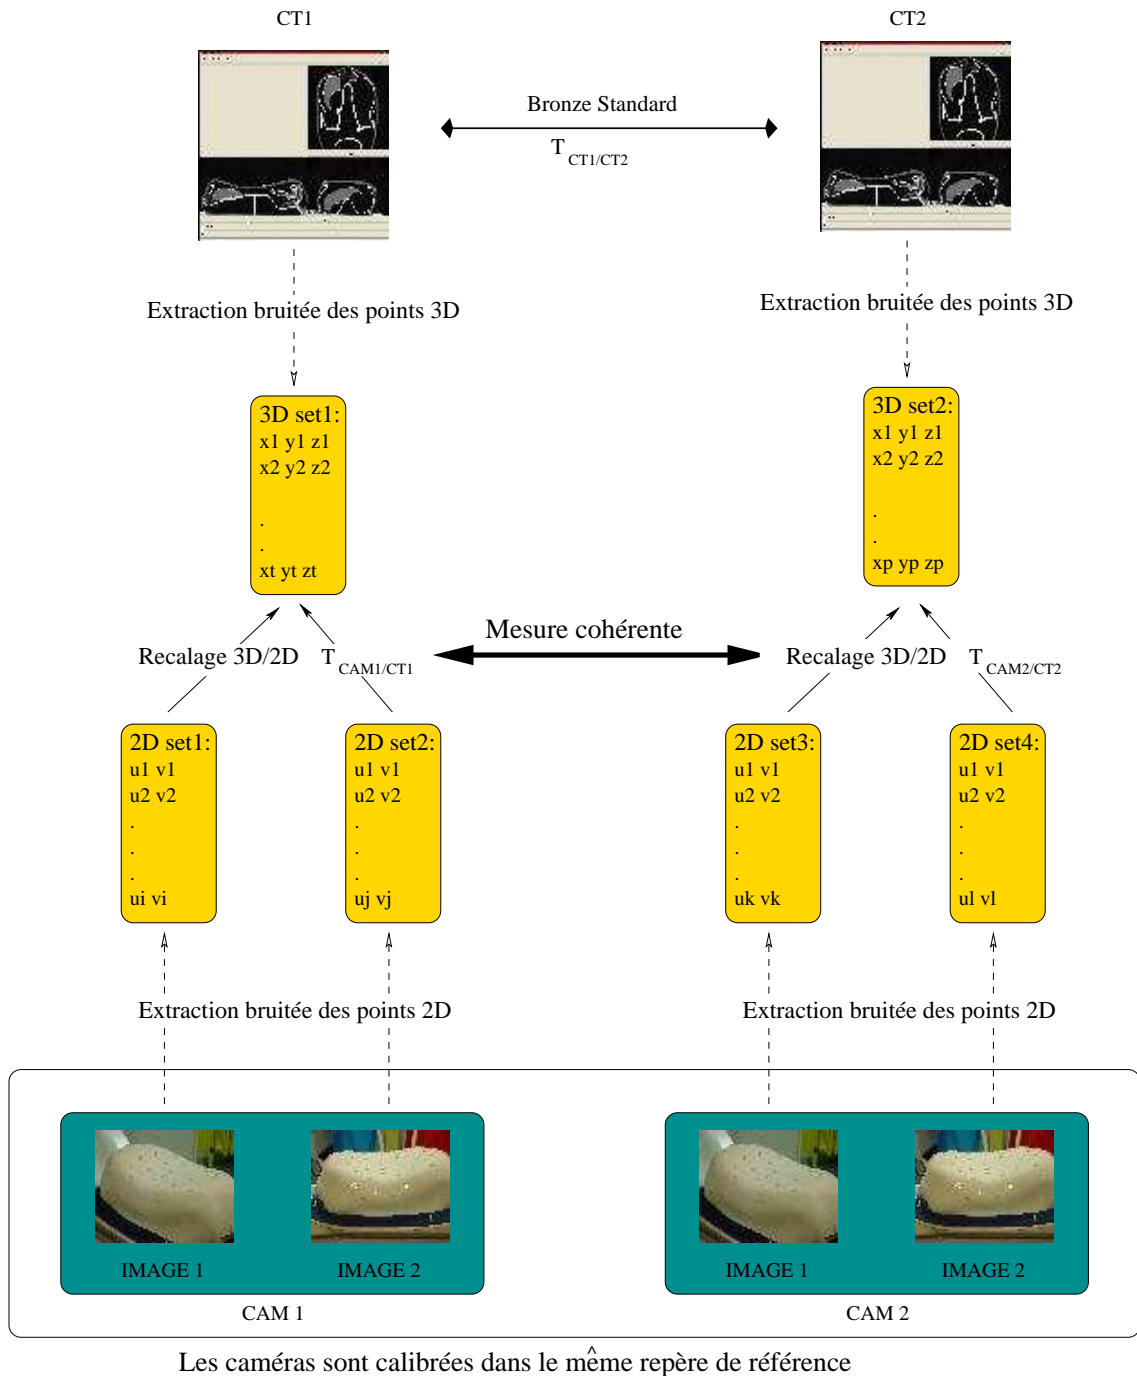 CT1
CT2
Bronze Standard
T CT1/CT2
Extraction bruitée des points 3D
Extraction bruitée des points 3D
3D set1:
x1 y1 z1
x2 y2 z2
.
.
xt yt zt
3D set2:
x1 y1 z1
x2 y2 z2
.
.
xp yp zp
Mesure cohérente
Recalage 3D/2D
T CAM1/CT1
Recalage 3D/2D
T CAM2/CT2
2D set1:
u1 v1
u2 v2
.
.
.
ui vi
2D set2:
u1 v1
u2 v2
.
.
.
uj vj
2D set3:
u1 v1
u2 v2
.
.
.
uk vk
2D set4:
u1 v1
u2 v2
.
.
.
ul vl
Extraction bruitée des points 2D
Extraction bruitée des points 2D
IMAGE 1
IMAGE 2
CAM 1
IMAGE 1
IMAGE 2
CAM 2
Les caméras sont calibrées dans le même repère de référence